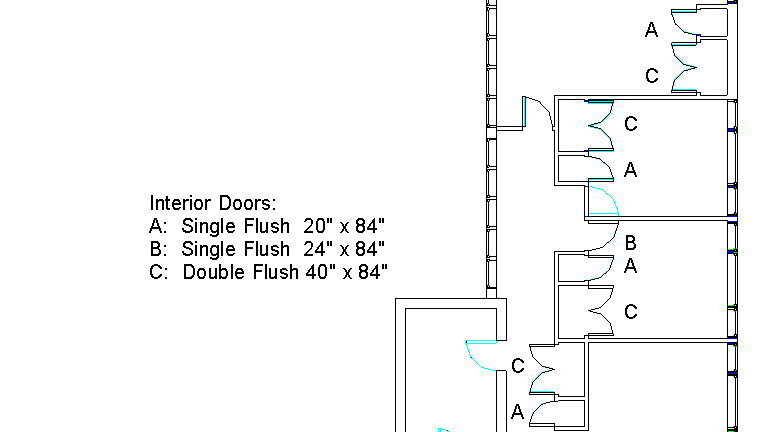 A
C
C
A
Interior Doors:
A: Single Flush 20" x 84"
B: Single Flush 24" x 84"
C: Double Flush 40" x 84"
B
A
C
C
A